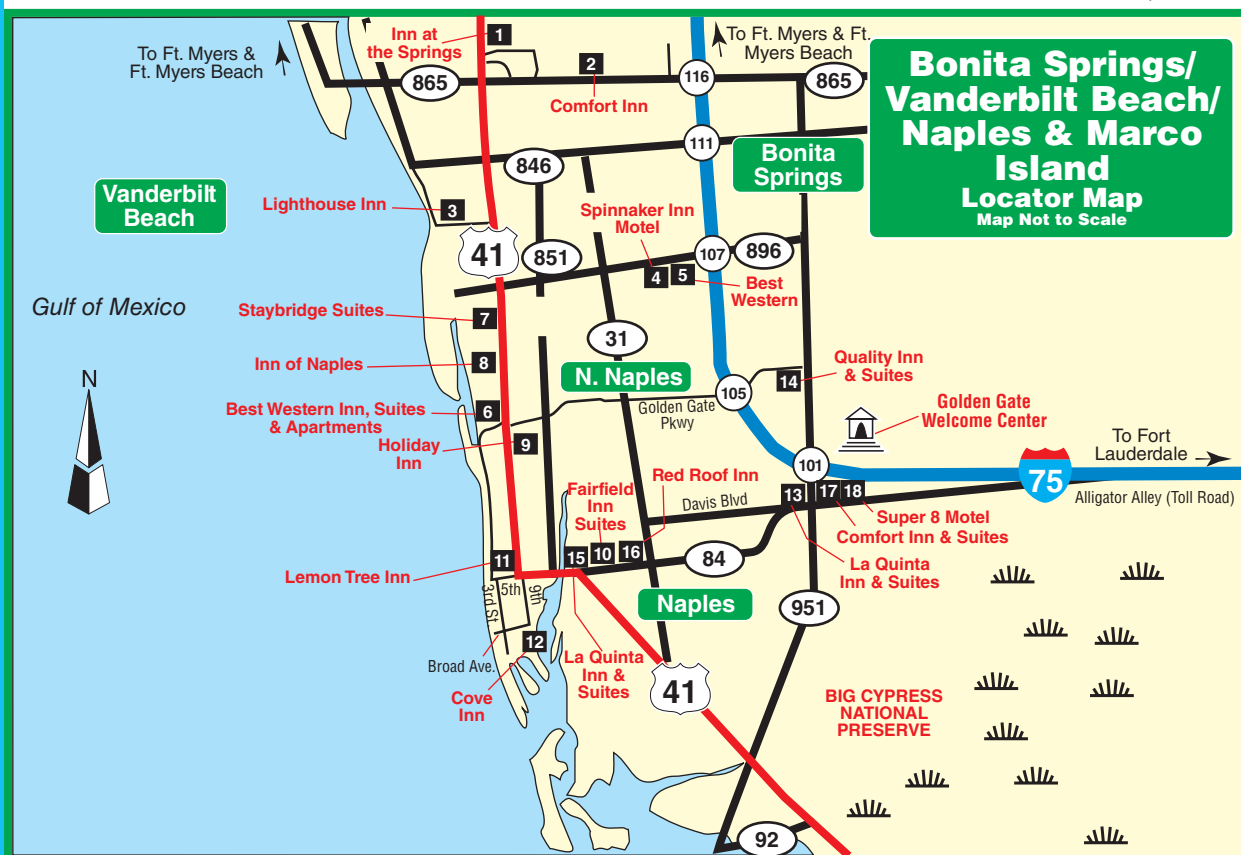 To Ft. Myers &
Ft. Myers Beach
Inn at
the Springs
1
2
Comfort Inn
865
116
To Ft. Myers & Ft.
Myers Beach
865
Bonita Springs/
Vanderbilt Beach/
Naples & Marco
Island
Locator Map
Map Not to Scale
111
846
Bonita
Springs
Vanderbilt
Beach
Lighthouse Inn
3
Spinnaker Inn
Motel
41
851
107
896
4
5
Best
Western
Gulf of Mexico
Staybridge Suites
7
31
Inn of Naples
8
N. Naples
14
Quality Inn
& Suites
N
105
Best Western Inn, Suites
& Apartments
6
Golden Gate
Pkwy
Golden Gate
Welcome Center
Holiday
Inn
9
To Fort
Lauderdale
101
75
Alligator Alley (Toll Road)
Red Roof Inn
Davis Blvd
13
17
18
Fairfield
Inn
Suites
Super 8 Motel
Comfort Inn & Suites
La Quinta
Inn & Suites
11
15
10
16
84
Lemon Tree Inn
3rd St.
5th
9th
Naples
951
12
Broad Ave.
La Quinta
Inn &
Suites
Cove
Inn
41
BIG CYPRESS
NATIONAL
PRESERVE
92